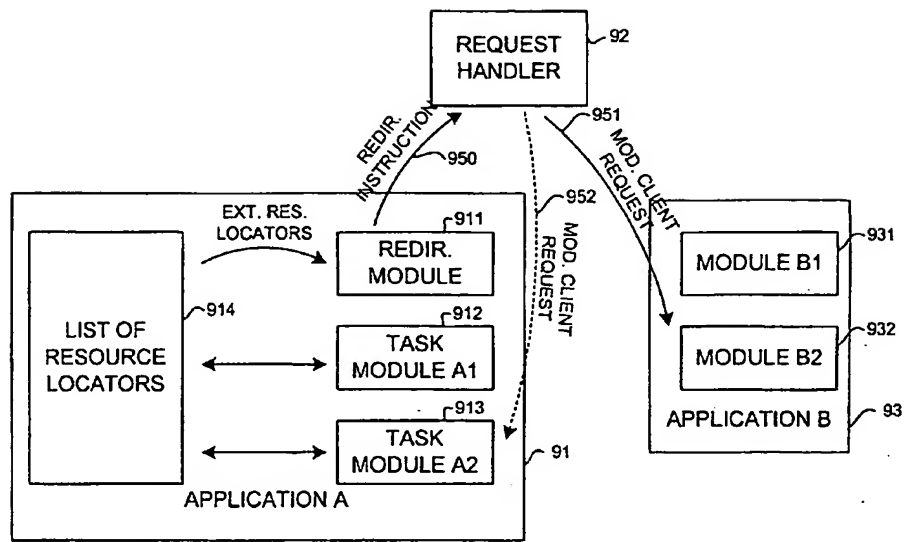 REQUEST
HANDLER
92
REDIR.
INSTRUCTION
950
951
MOD. CLIENT
REQUEST
952
MOD. CLIENT
REQUEST
EXT. RES.
LOCATORS
911
REDIR.
MODULE
914
LIST OF
RESOURCE
LOCATORS
912
TASK
MODULE A1
913
TASK
MODULE A2
91
APPLICATION A
931
MODULE B1
932
MODULE B2
APPLICATION B
93